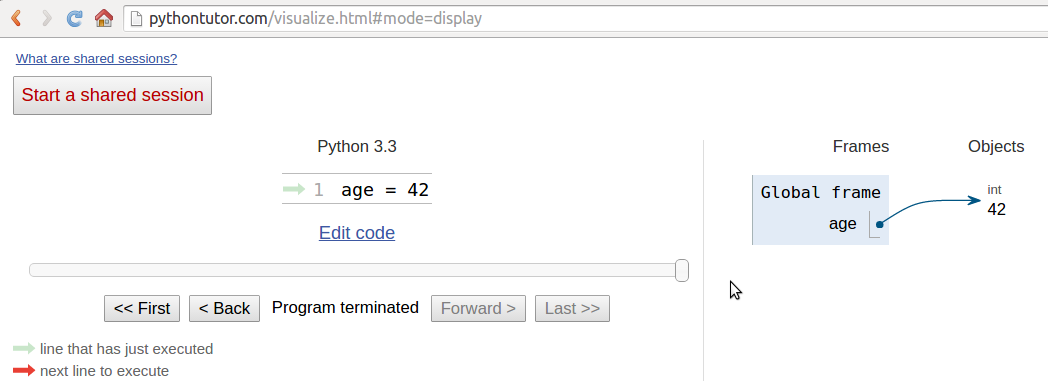 pythontutor.com/visualize.html#mode=display
What are shared sessions?
Start a shared session
Python 3.3
1 age = 42
Edit code
<< First < Back Program terminated Forward > Last >>
line that has just executed
next line to execute
Frames Objects
Global frame
age
int
42